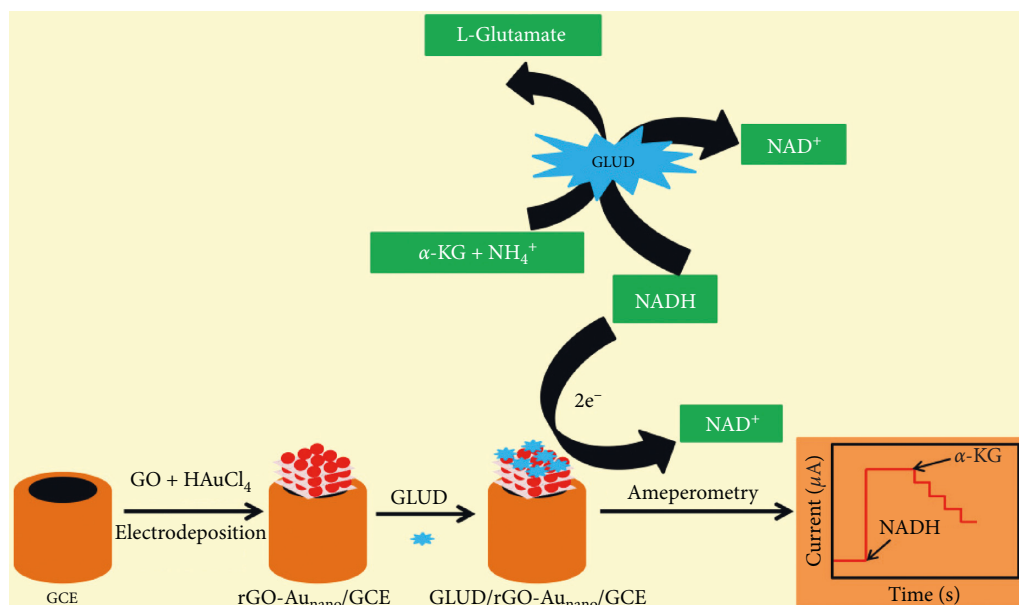 L-Glutamate
GLUD
NAD⁺
α-KG + NH₄⁺
NADH
2e⁻
NAD⁺
GO + HAuCl₄
Electrodeposition
GLUD
Ameperometry
GCE
rGO-Auₙₐₙₒ/GCE
GLUD/rGO-Auₙₐₙₒ/GCE
Current (μA)
α-KG
NADH
Time (s)